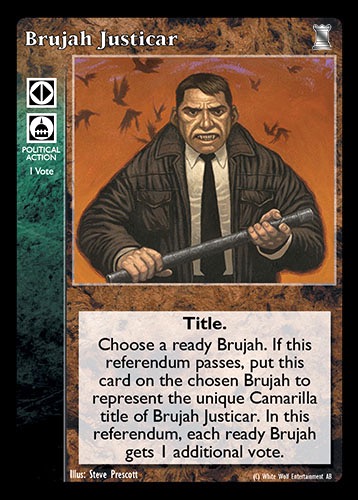 Brujah Justicar
POLITICAL
ACTION
1 Vote
Title.
Choose a ready Brujah. If this
referendum passes, put this
card on the chosen Brujah to
represent the unique Camarilla
title of Brujah Justicar. In this
referendum, each ready Brujah
gets 1 additional vote.
Illus: Steve Prescott
(C) White Wolf Entertainment AB